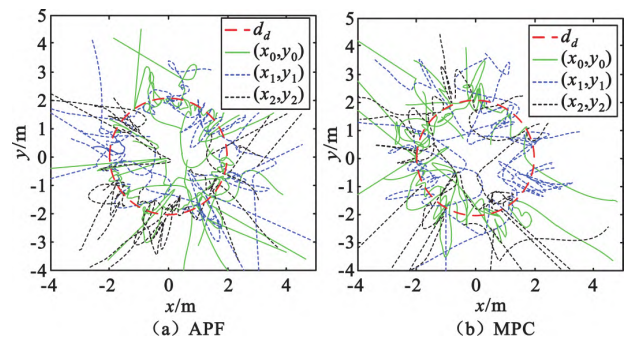 5
4
3
2
1
0
-1
-2
-3
-4
-4 -2 0 2 4
y/m
x/m
d_d
(x_0,y_0)
(x_1,y_1)
(x_2,y_2)
(a) APF
5
4
3
2
1
0
-1
-2
-3
-4
-4 -2 0 2 4
y/m
x/m
d_d
(x_0,y_0)
(x_1,y_1)
(x_2,y_2)
(b) MPC